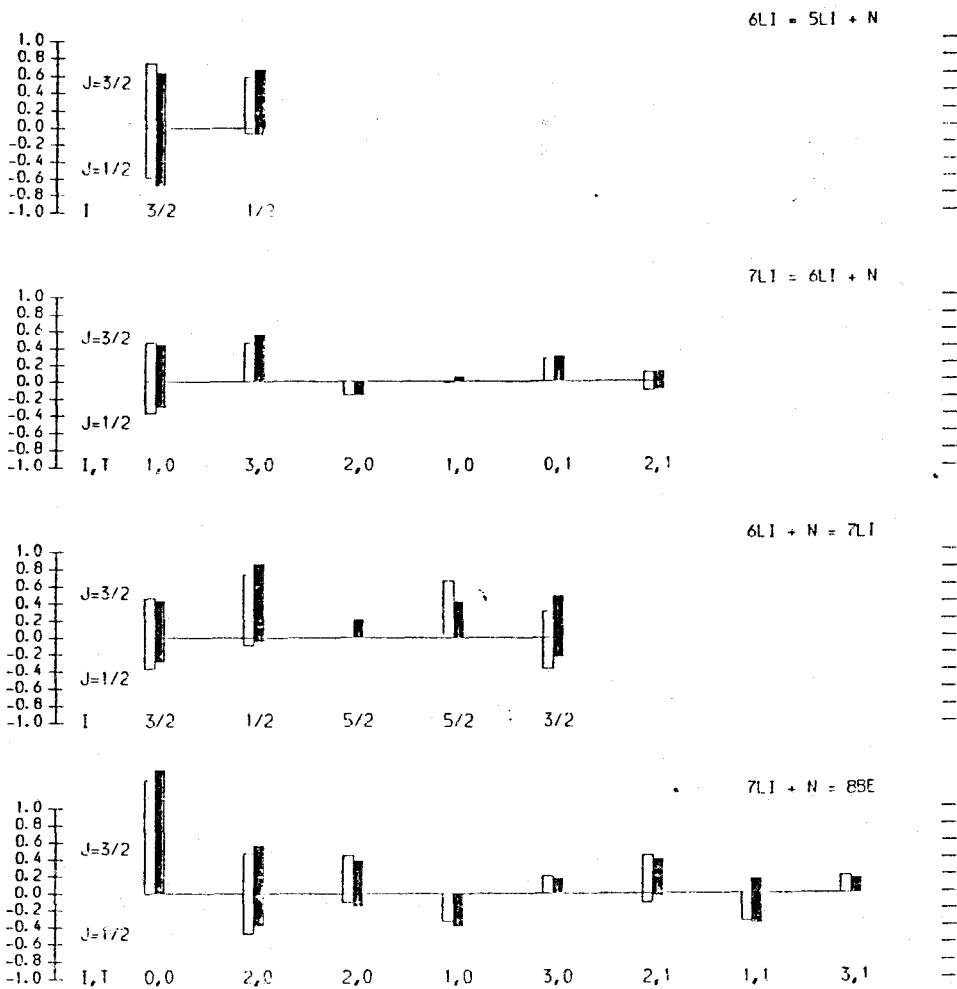 6LI = 5LI + N
1.0
0.8
0.6 J=3/2
0.4
0.2
0.0
-0.2
-0.4 J=1/2
-0.6
-0.8
-1.0 I 3/2 1/2
7LI = 6LI + N
1.0
0.8
0.6 J=3/2
0.4
0.2
0.0
-0.2
-0.4 J=1/2
-0.6
-0.8
-1.0 I,T 1,0 3,0 2,0 1,0 0,1 2,1
6LI + N = 7LI
1.0
0.8
0.6 J=3/2
0.4
0.2
0.0
-0.2
-0.4 J=1/2
-0.6
-0.8
-1.0 I 3/2 1/2 5/2 5/2 3/2
7LI + N = 8BE
1.0
0.8
0.6 J=3/2
0.4
0.2
0.0
-0.2
-0.4 J=1/2
-0.6
-0.8
-1.0 I,T 0,0 2,0 2,0 1,0 3,0 2,1 1,1 3,1